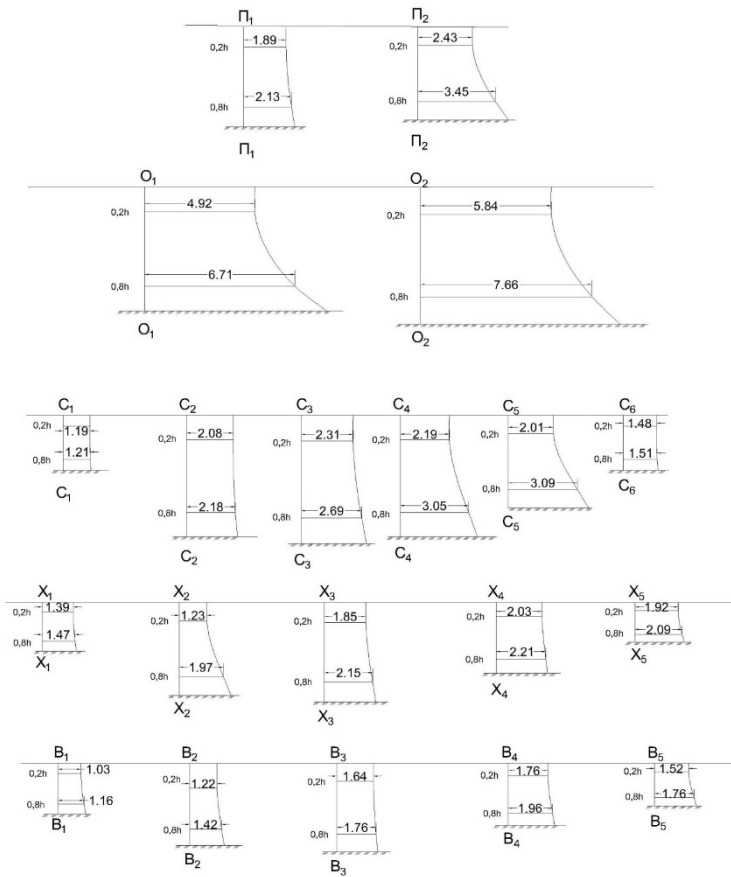 П1 П2
0,2h 1.89 0,2h 2.43
0,8h 2.13 0,8h 3.45
П1 П2
O1 O2
0,2h 4.92 0,2h 5.84
0,8h 6.71 0,8h 7.66
O1 O2
C1 C2 C3 C4 C5 C6
0,2h 1.19 0,2h 2.08 0,2h 2.31 0,2h 2.19 0,2h 2.01 0,2h 1.48
0,8h 1.21 0,8h 2.18 0,8h 2.69 0,8h 3.05 0,8h 3.09 0,8h 1.51
C1 C2 C3 C4 C5 C6
X1 X2 X3 X4 X5
0,2h 1.39 0,2h 1.23 0,2h 1.85 0,2h 2.03 0,2h 1.92
0,8h 1.47 0,8h 1.97 0,8h 2.15 0,8h 2.21 0,8h 2.09
X1 X2 X3 X4 X5
B1 B2 B3 B4 B5
0,2h 1.03 0,2h 1.22 0,2h 1.64 0,2h 1.76 0,2h 1.52
0,8h 1.16 0,8h 1.42 0,8h 1.76 0,8h 1.96 0,8h 1.76
B1 B2 B3 B4 B5